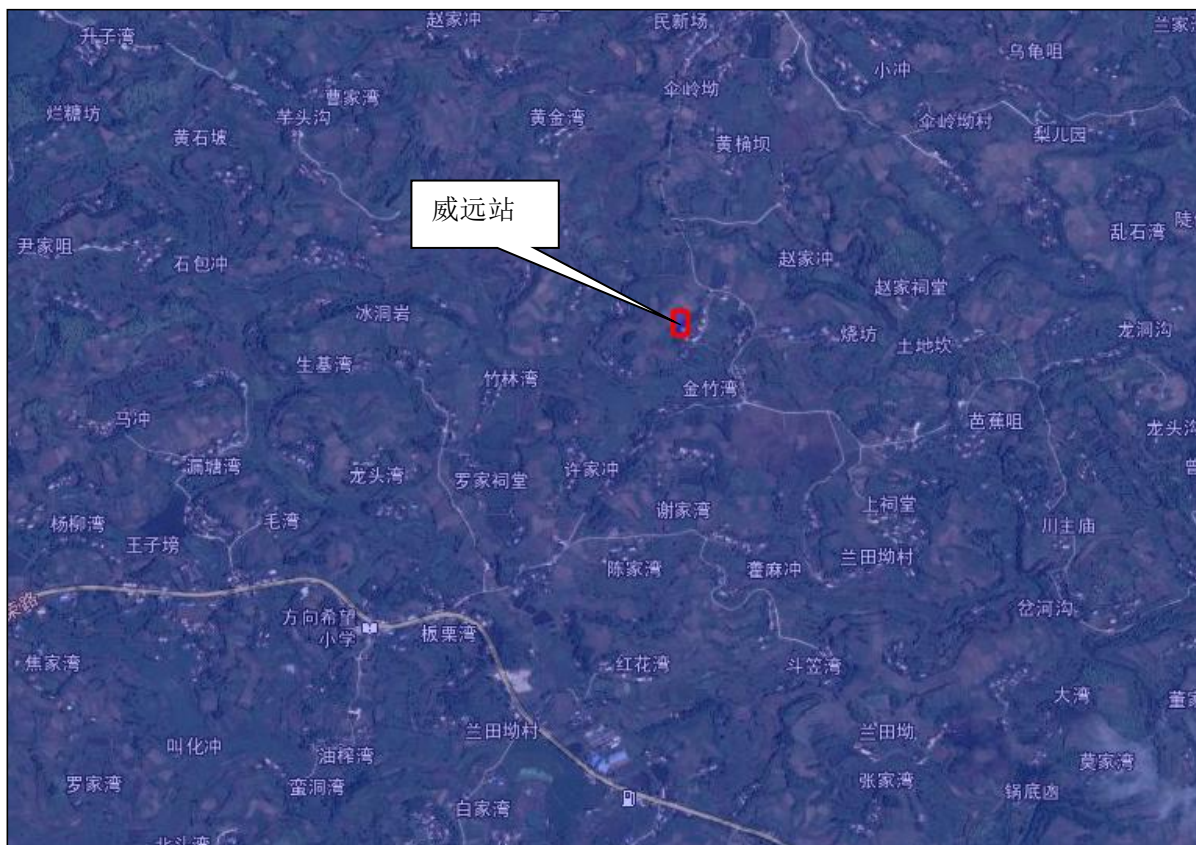 升子湾
赵家冲
民新场
乌龟咀
小冲
伞岭坳
曹家湾
烂糖坊
芋头沟
黄金湾
伞岭坳村
梨儿园
黄石坡
黄桷坝
威远站
乱石湾
尹家咀
石包冲
赵家冲
赵家祠堂
冰洞岩
烧坊
土地坎
龙洞沟
生基湾
竹林湾
金竹湾
马冲
芭蕉咀
漏塘湾
龙头湾
罗家祠堂
许家冲
谢家湾
上祠堂
杨柳湾
毛湾
川主庙
王子塝
陈家湾
藿麻冲
兰田坳村
方向希望
小学
板栗湾
岔河沟
焦家湾
红花湾
斗笠湾
大湾
叫化冲
兰田坳村
兰田坳
油榨湾
莫家湾
罗家湾
蛮洞湾
张家湾
锅底凼
白家湾